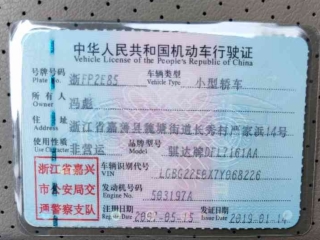 中华人民共和国机动车行驶证
Vehicle License of the People's Republic of China
号牌号码 浙FP2E85 车辆类型 小型轿车
Plate No. Vehicle Type
所有人 冯彪
Owner
住址 浙江省嘉善县魏塘街道长秀村严家浜14号
Address
使用性质 非营运 品牌型号 骐达牌DFL7161AA
Use Character Model
浙江省嘉兴
市公安局交
通警察支队
车辆识别代号
VIN LGBG22E8X7Y068226
发动机号码 503197A
Engine No.
注册日期 2007-05-15 发证日期
Register Date Issue Date